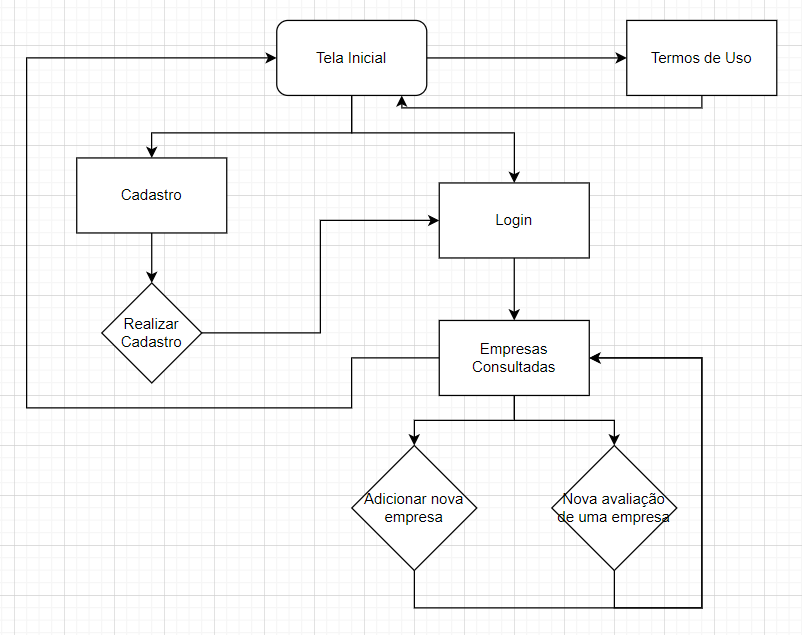 Tela Inicial
Termos de Uso
Cadastro
Login
Realizar
Cadastro
Empresas
Consultadas
Adicionar nova
empresa
Nova avaliação
de uma empresa